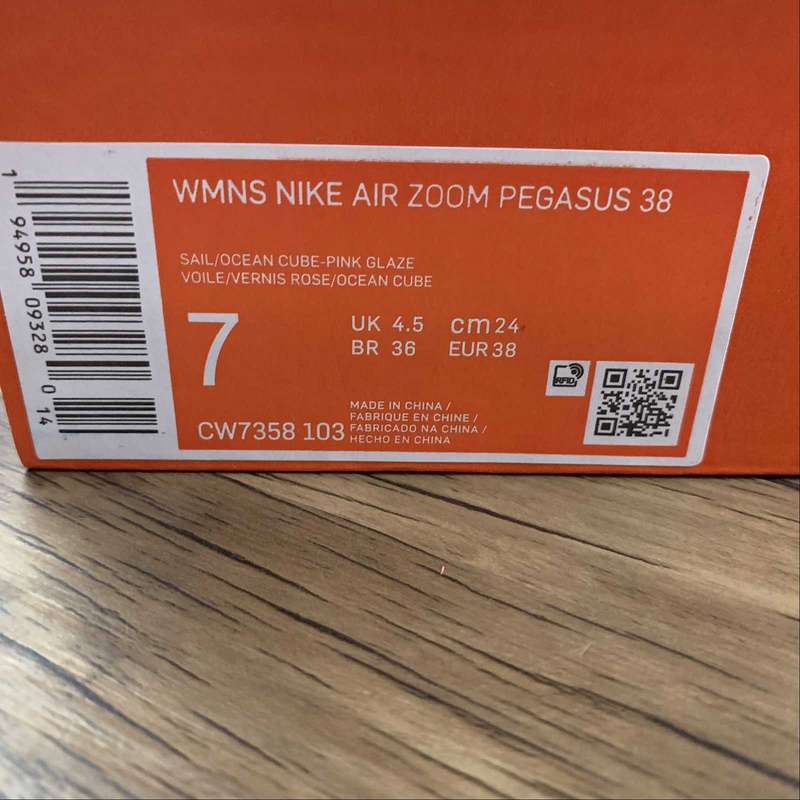 WMNS NIKE AIR ZOOM PEGASUS 38
SAIL/OCEAN CUBE-PINK GLAZE
VOILE/VERNIS ROSE/OCEAN CUBE
7
UK 4.5 cm 24
BR 36 EUR 38
RFID
CW7358 103
MADE IN CHINA /
FABRIQUE EN CHINE /
FABRICADO NA CHINA /
HECHO EN CHINA
1 94958 09328 0 14